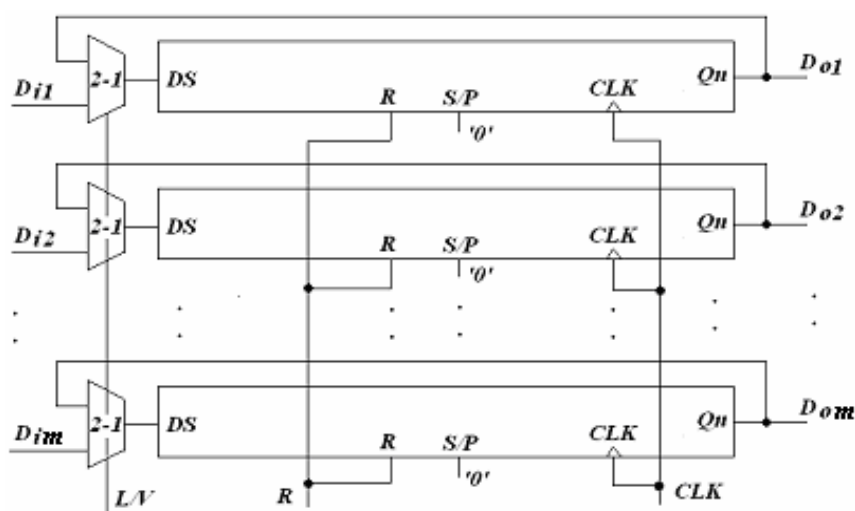 2-1
DS
Qn
Do1
Di1
R
S/P
CLK
'0'
2-1
DS
Qn
Do2
Di2
R
S/P
CLK
'0'
2-1
DS
Qn
Dom
Dim
R
S/P
CLK
'0'
L/V
R
CLK